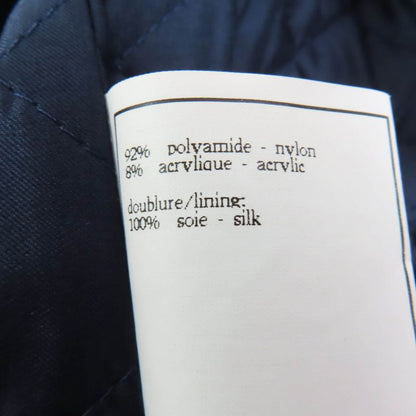 92% polyamide - nylon
8% acrylique - acrylic
doublure/lining:
100% soie - silk